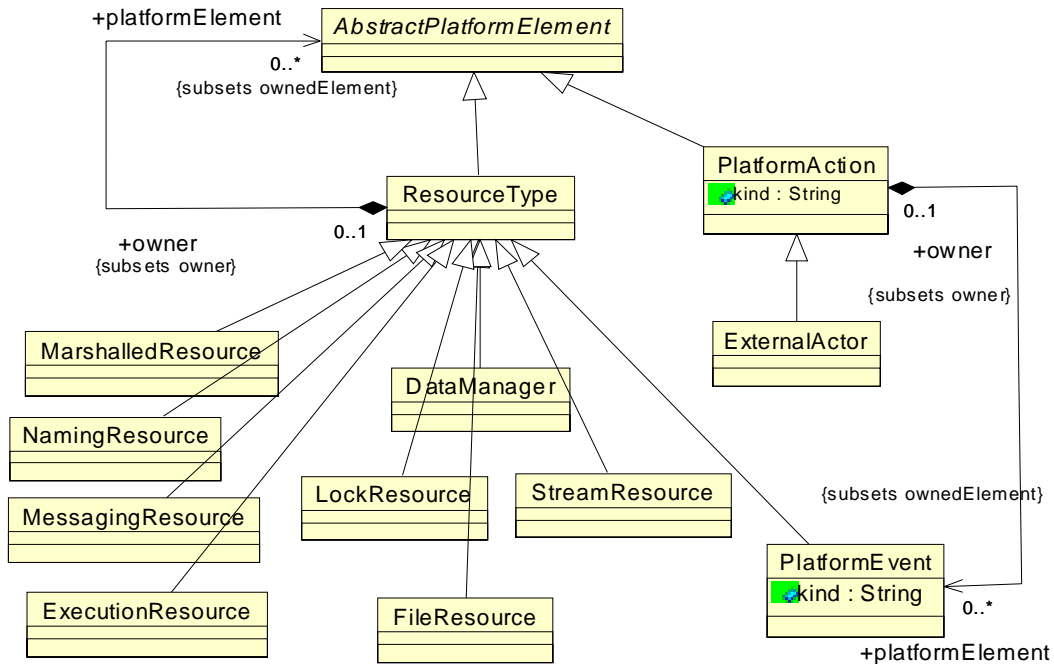 +platformElement
AbstractPlatformElement
0..*
{subsets ownedElement}
PlatformAction
kind : String
ResourceType
0..1
0..1
+owner
{subsets owner}
+owner
{subsets owner}
MarshalledResource
ExternalActor
DataManager
NamingResource
LockResource
StreamResource
{subsets ownedElement}
MessagingResource
PlatformEvent
kind : String
ExecutionResource
FileResource
0..*
+platformElement